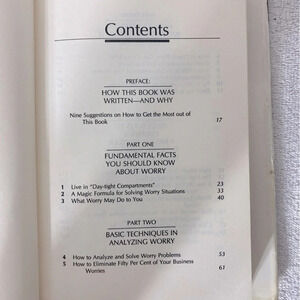 Contents
PREFACE:
HOW THIS BOOK WAS
WRITTEN—AND WHY
Nine Suggestions on How to Get the Most out of
This Book 17
PART ONE
FUNDAMENTAL FACTS
YOU SHOULD KNOW
ABOUT WORRY
1 Live in "Day-tight Compartments" 23
2 A Magic Formula for Solving Worry Situations 33
3 What Worry May Do to You 40
PART TWO
BASIC TECHNIQUES IN
ANALYZING WORRY
4 How to Analyze and Solve Worry Problems 53
5 How to Eliminate Fifty Per Cent of Your Business
Worries 61